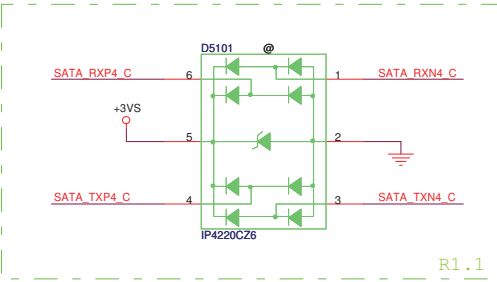 D5101 @
SATA_RXP4_C 6 1 SATA_RXN4_C
+3VS
5 2
SATA_TXP4_C 4 3 SATA_TXN4_C
IP4220CZ6
R1.1